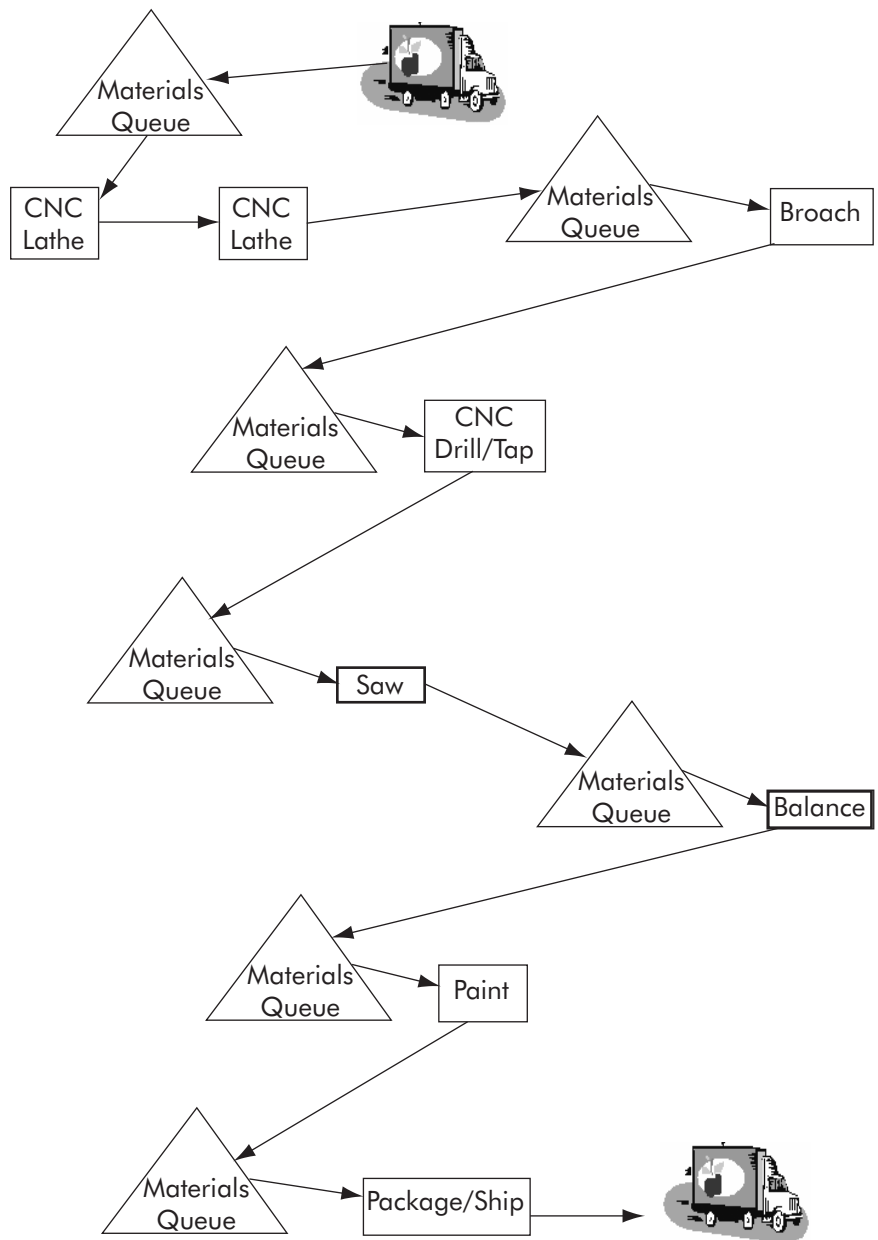 Materials
Queue
CNC
Lathe
CNC
Lathe
Materials
Queue
Broach
Materials
Queue
CNC
Drill/Tap
Materials
Queue
Saw
Materials
Queue
Balance
Materials
Queue
Paint
Materials
Queue
Package/Ship